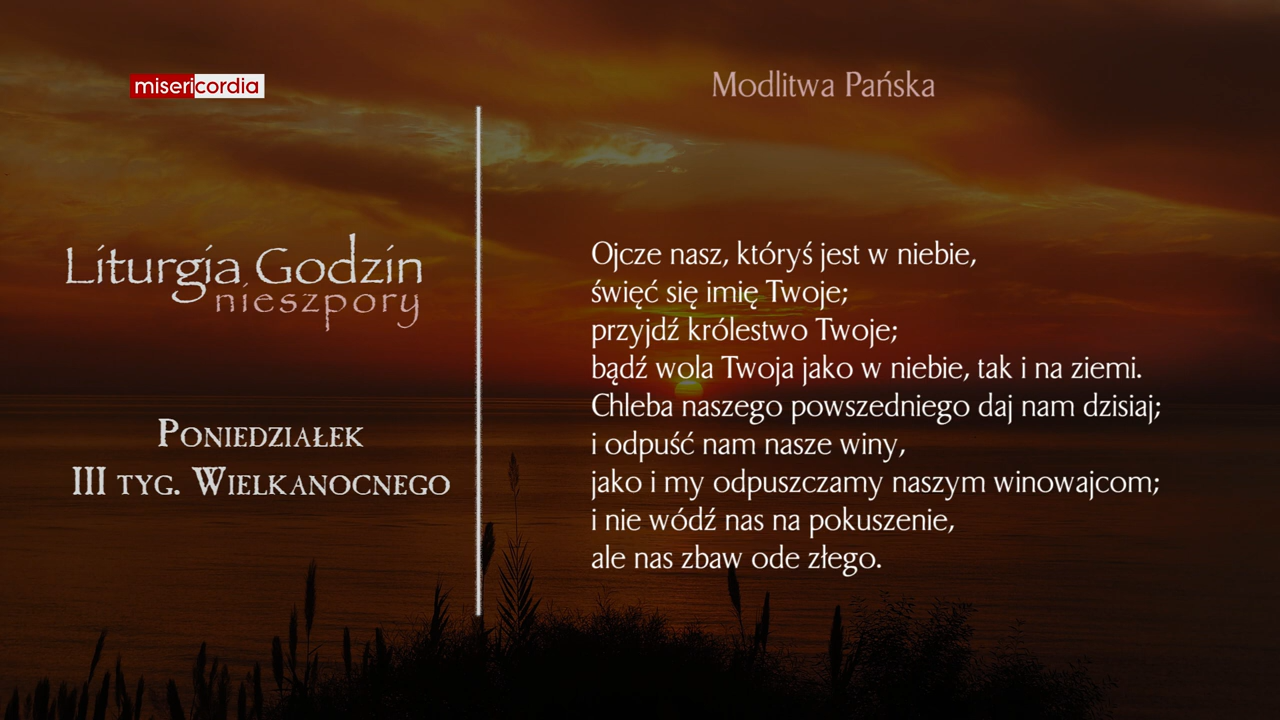 misericordia
Liturgia Godzin
nieszpory
Poniedziałek
III tyg. Wielkanocnego
Modlitwa Pańska
Ojcze nasz, któryś jest w niebie,
święć się imię Twoje;
przyjdź królestwo Twoje;
bądź wola Twoja jako w niebie, tak i na ziemi.
Chleba naszego powszedniego daj nam dzisiaj;
i odpuść nam nasze winy,
jako i my odpuszczamy naszym winowajcom;
i nie wódź nas na pokuszenie,
ale nas zbaw ode złego.